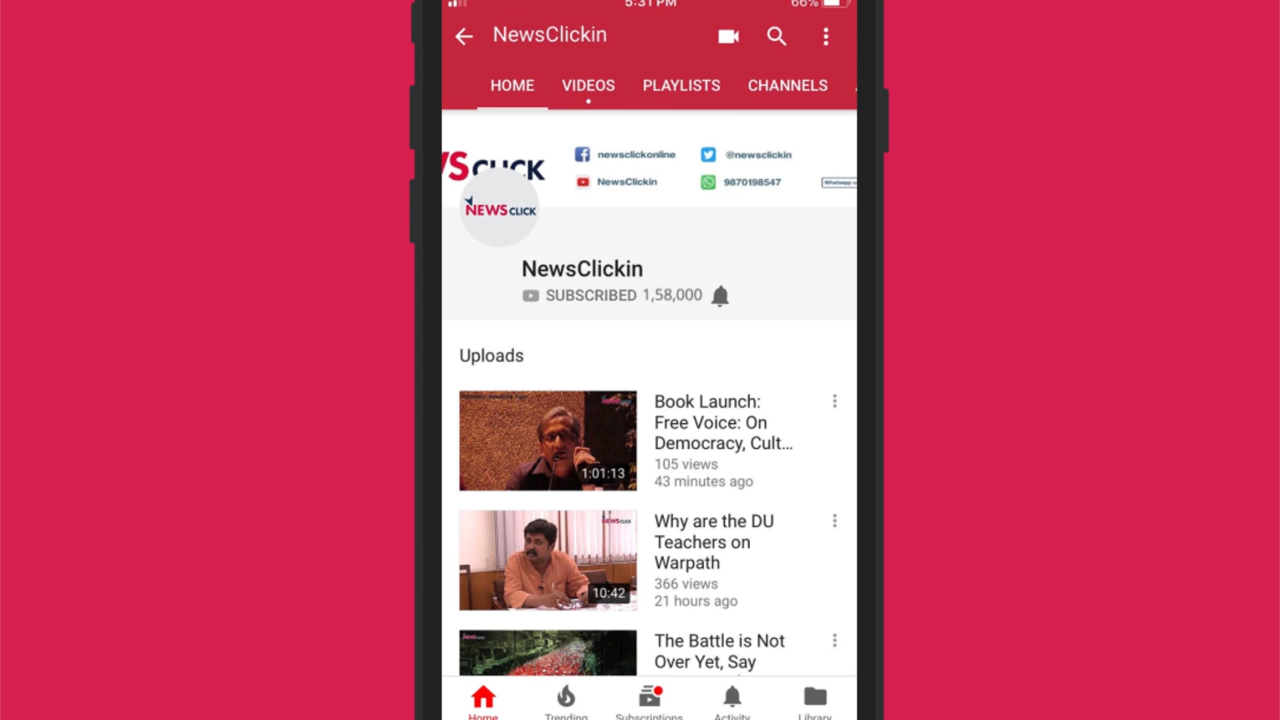 5:31 PM
66%
NewsClickin
HOME VIDEOS PLAYLISTS CHANNELS
CLICK
newsclickonline
@newsclickin
NewsClickin
9870198547
Whatsapp
NEWS CLICK
NewsClickin
SUBSCRIBED 1,58,000
Uploads
Book Launch:
Free Voice: On
Democracy, Cult...
105 views
43 minutes ago
1:01:13
Why are the DU
Teachers on
Warpath
366 views
21 hours ago
NEWSCLICK
10:42
The Battle is Not
Over Yet, Say
Home Trending Subscriptions Activity Library